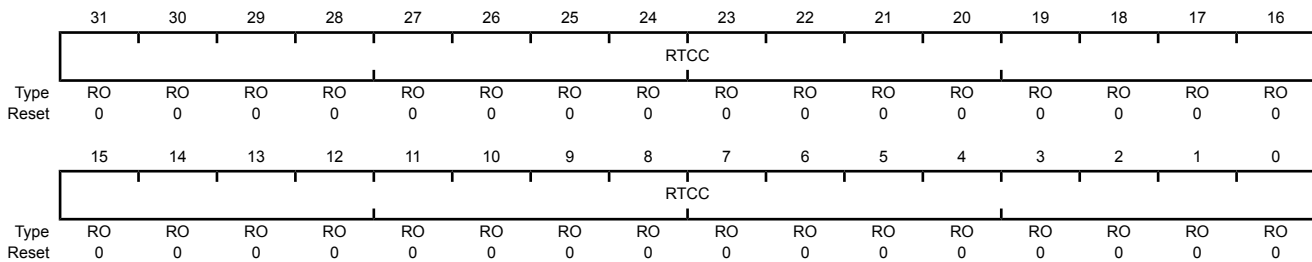 31 30 29 28 27 26 25 24 23 22 21 20 19 18 17 16
RTCC
Type RO RO RO RO RO RO RO RO RO RO RO RO RO RO RO RO
Reset 0 0 0 0 0 0 0 0 0 0 0 0 0 0 0 0
15 14 13 12 11 10 9 8 7 6 5 4 3 2 1 0
RTCC
Type RO RO RO RO RO RO RO RO RO RO RO RO RO RO RO RO
Reset 0 0 0 0 0 0 0 0 0 0 0 0 0 0 0 0